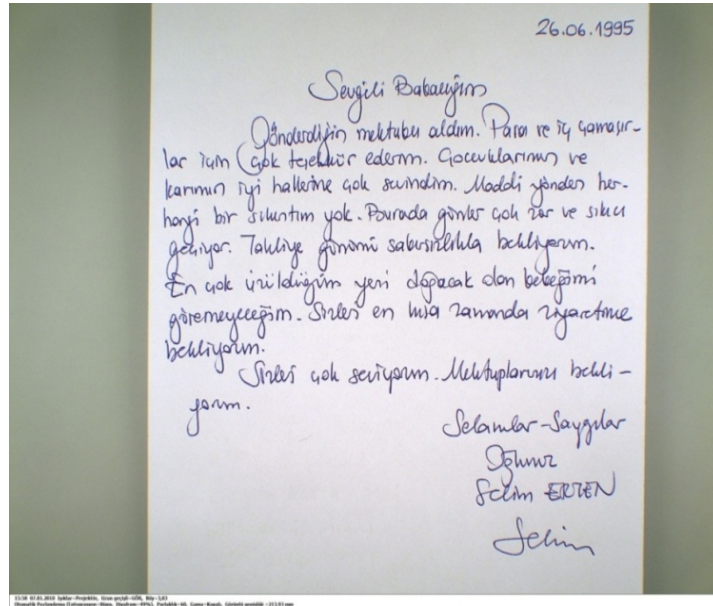 26.06.1995
Sevgili Babacığım
Gönderdiğin mektubu aldım. Para ve iç çamaşır-
lar için çok teşekkür ederim. Çocuklarımın ve
karımın iyi hallerine çok sevindim. Maddi yönden her-
hangi bir sıkıntım yok. Burada günler çok zor ve sıkıcı
geçiyor. Tahliye günümü sabırsızlıkla bekliyorum.
En çok üzüldüğüm yeni doğacak olan bebeğimi
göremeyeceğim. Sizleri en kısa zamanda ziyaretime
bekliyorum.
Sizleri çok seviyorum. Mektuplarınızı bekli-
yorum.
Selamlar-Saygılar
Oğlunuz
Selim ERTEN
Selim